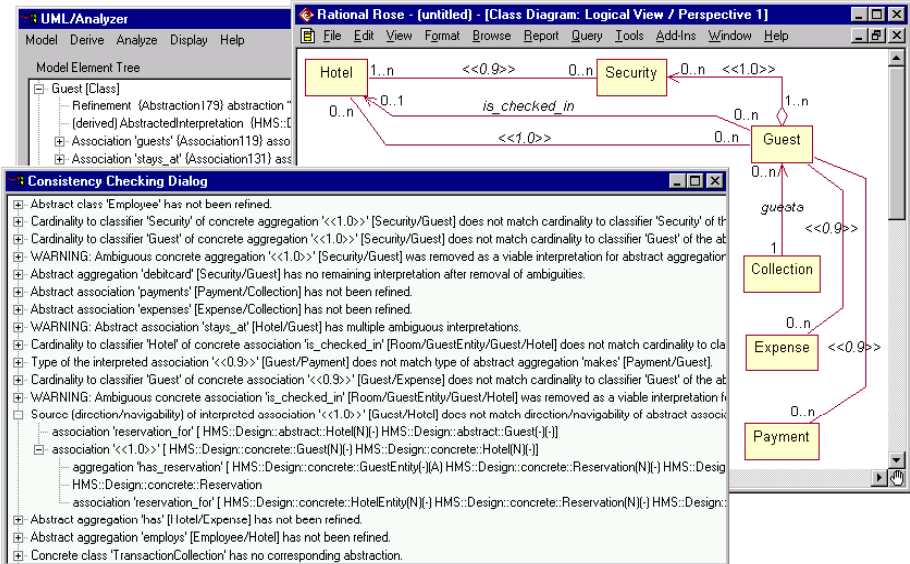 UML/Analyzer
Model Derive Analyze Display Help
Model Element Tree
Guest [Class]
Refinement {Abstraction179} abstraction "
(derived) AbstractedInterpretation {HMS::D
Association 'guests' {Association119} asso
Association 'stays_at' {Association131} ass
Rational Rose - (untitled) - [Class Diagram: Logical View / Perspective 1]
File Edit View Format Browse Report Query Tools Add-Ins Window Help
Hotel
1..n
<<0.9>>
0..n
Security
0..n
<<1.0>>
0..n
0..1
is_checked_in
0..n
1..n
<<1.0>>
0..n
Guest
0..n
guests
<<0.9>>
1
Collection
0..n
Expense
<<0.9>>
0..n
Payment
Consistency Checking Dialog
Abstract class 'Employee' has not been refined.
Cardinality to classifier 'Security' of concrete aggregation '<<1.0>>' [Security/Guest] does not match cardinality to classifier 'Security' of th
Cardinality to classifier 'Guest' of concrete aggregation '<<1.0>>' [Security/Guest] does not match cardinality to classifier 'Guest' of the ab
WARNING: Ambiguous concrete aggregation '<<1.0>>' [Security/Guest] was removed as a viable interpretation for abstract aggregation
Abstract aggregation 'debitcard' [Security/Guest] has no remaining interpretation after removal of ambiguities.
Abstract association 'payments' [Payment/Collection] has not been refined.
Abstract association 'expenses' [Expense/Collection] has not been refined.
WARNING: Abstract association 'stays_at' [Hotel/Guest] has multiple ambiguous interpretations.
Cardinality to classifier 'Hotel' of concrete association 'is_checked_in' [Room/GuestEntity/Guest/Hotel] does not match cardinality to cla
Type of the interpreted association '<<0.9>>' [Guest/Payment] does not match type of abstract aggregation 'makes' [Payment/Guest].
Cardinality to classifier 'Guest' of concrete association '<<0.9>>' [Guest/Expense] does not match cardinality to classifier 'Guest' of the ab
WARNING: Ambiguous concrete association 'is_checked_in' [Room/GuestEntity/Guest/Hotel] was removed as a viable interpretation f
Source (direction/navigability) of interpreted association '<<1.0>>' [Guest/Hotel] does not match direction/navigability of abstract associa
association 'reservation_for' [ HMS::Design::abstract::Hotel(N)(-) HMS::Design::abstract::Guest(-)(-)]
association '<<1.0>>' [ HMS::Design::concrete::Guest(N)(-) HMS::Design::concrete::Hotel(N)(-)]
aggregation 'has_reservation' [ HMS::Design::concrete::GuestEntity(-)(A) HMS::Design::concrete::Reservation(N)(-) HMS::Desig
HMS::Design::concrete::Reservation
association 'reservation_for' [ HMS::Design::concrete::HotelEntity(N)(-) HMS::Design::concrete::Reservation(N)(-) HMS::Design::
Abstract aggregation 'has' [Hotel/Expense] has not been refined.
Abstract aggregation 'employs' [Employee/Hotel] has not been refined.
Concrete class 'TransactionCollection' has no corresponding abstraction.